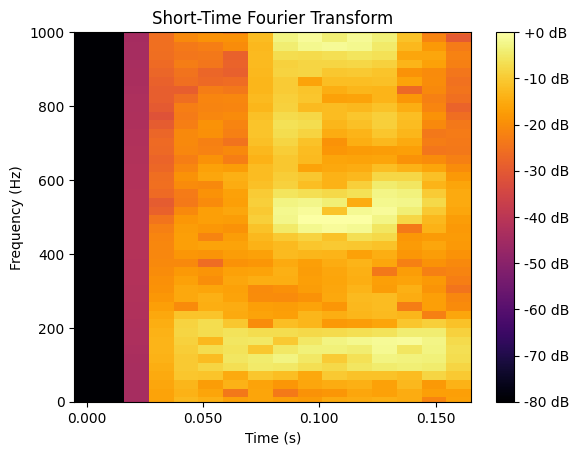 Short-Time Fourier Transform
Frequency (Hz)
1000
800
600
400
200
0
0.000
0.050
0.100
0.150
Time (s)
+0 dB
-10 dB
-20 dB
-30 dB
-40 dB
-50 dB
-60 dB
-70 dB
-80 dB